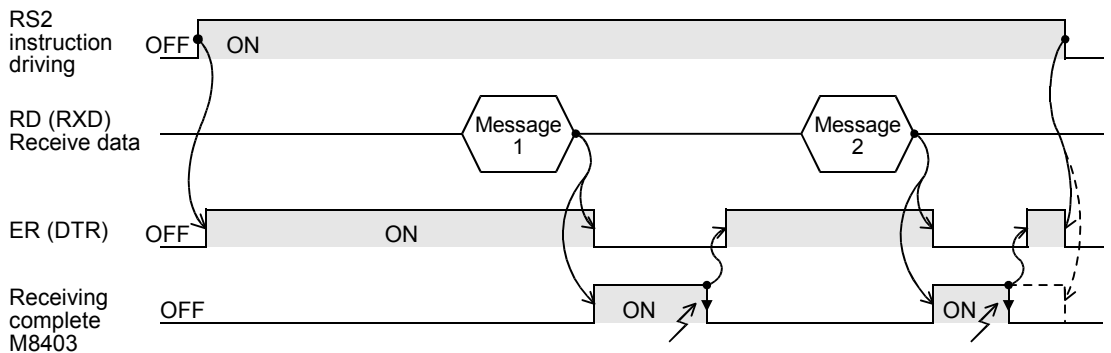 RS2
instruction
driving
OFF
ON
RD (RXD)
Receive data
Message
1
Message
2
ER (DTR)
OFF
ON
Receiving
complete
M8403
OFF
ON
ON